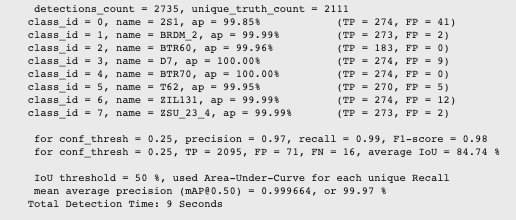 detections_count = 2735, unique_truth_count = 2111
class_id = 0, name = 2S1, ap = 99.85% (TP = 274, FP = 41)
class_id = 1, name = BRDM_2, ap = 99.99% (TP = 273, FP = 2)
class_id = 2, name = BTR60, ap = 99.96% (TP = 183, FP = 0)
class_id = 3, name = D7, ap = 100.00% (TP = 274, FP = 9)
class_id = 4, name = BTR70, ap = 100.00% (TP = 274, FP = 0)
class_id = 5, name = T62, ap = 99.95% (TP = 270, FP = 5)
class_id = 6, name = ZIL131, ap = 99.99% (TP = 274, FP = 12)
class_id = 7, name = ZSU_23_4, ap = 99.99% (TP = 273, FP = 2)
for conf_thresh = 0.25, precision = 0.97, recall = 0.99, F1-score = 0.98
for conf_thresh = 0.25, TP = 2095, FP = 71, FN = 16, average IoU = 84.74 %
IoU threshold = 50 %, used Area-Under-Curve for each unique Recall
mean average precision (mAP@0.50) = 0.999664, or 99.97 %
Total Detection Time: 9 Seconds